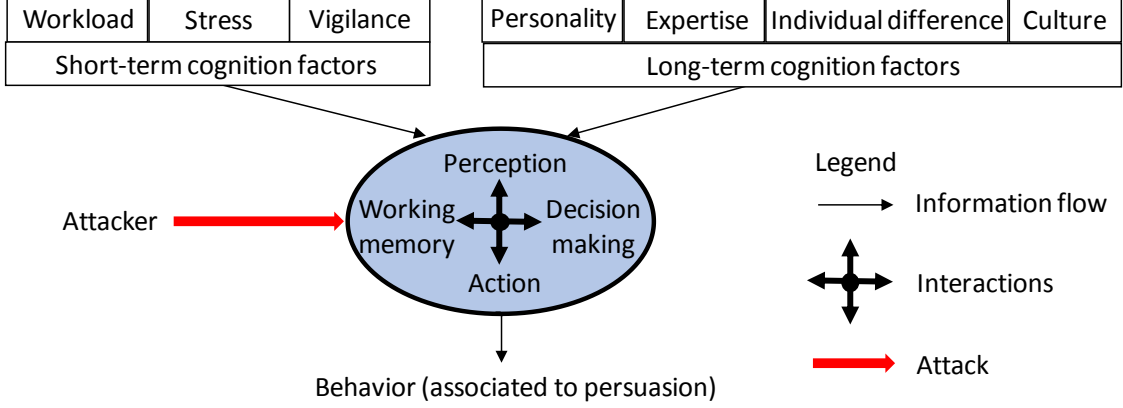 Workload Stress Vigilance
Short-term cognition factors
Personality Expertise Individual difference Culture
Long-term cognition factors
Attacker
Perception
Working
memory
Decision
making
Action
Behavior (associated to persuasion)
Legend
Information flow
Interactions
Attack